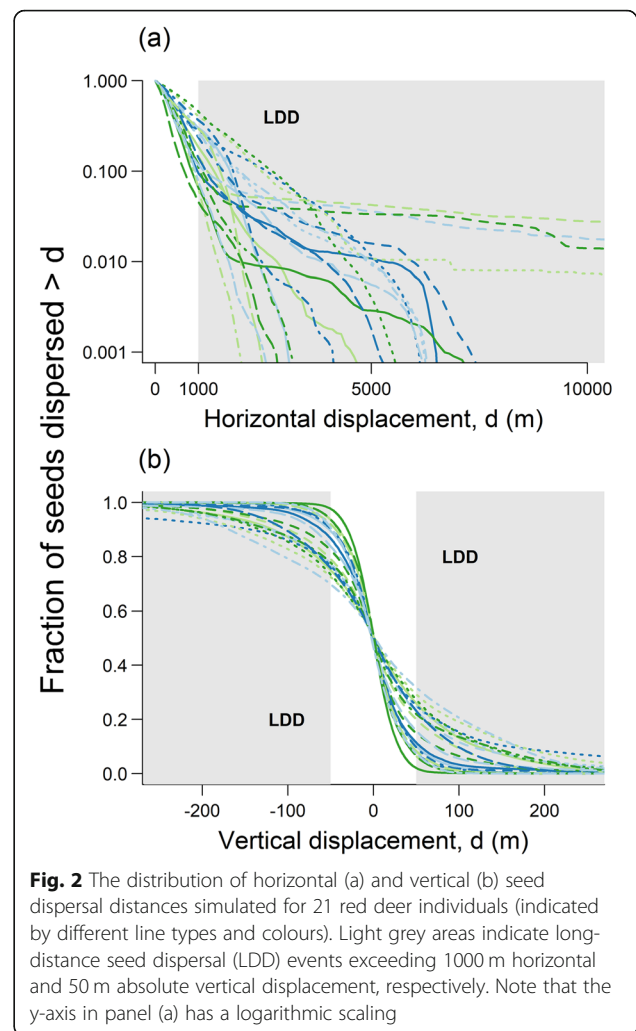 (a)
1.000
0.100
0.010
0.001
LDD
0 1000 5000 10000
Horizontal displacement, d (m)
Fraction of seeds dispersed > d
(b)
1.0
0.8
0.6
0.4
0.2
0.0
LDD
LDD
-200 -100 0 100 200
Vertical displacement, d (m)
Fig. 2 The distribution of horizontal (a) and vertical (b) seed
dispersal distances simulated for 21 red deer individuals (indicated
by different line types and colours). Light grey areas indicate long-
distance seed dispersal (LDD) events exceeding 1000 m horizontal
and 50 m absolute vertical displacement, respectively. Note that the
y-axis in panel (a) has a logarithmic scaling